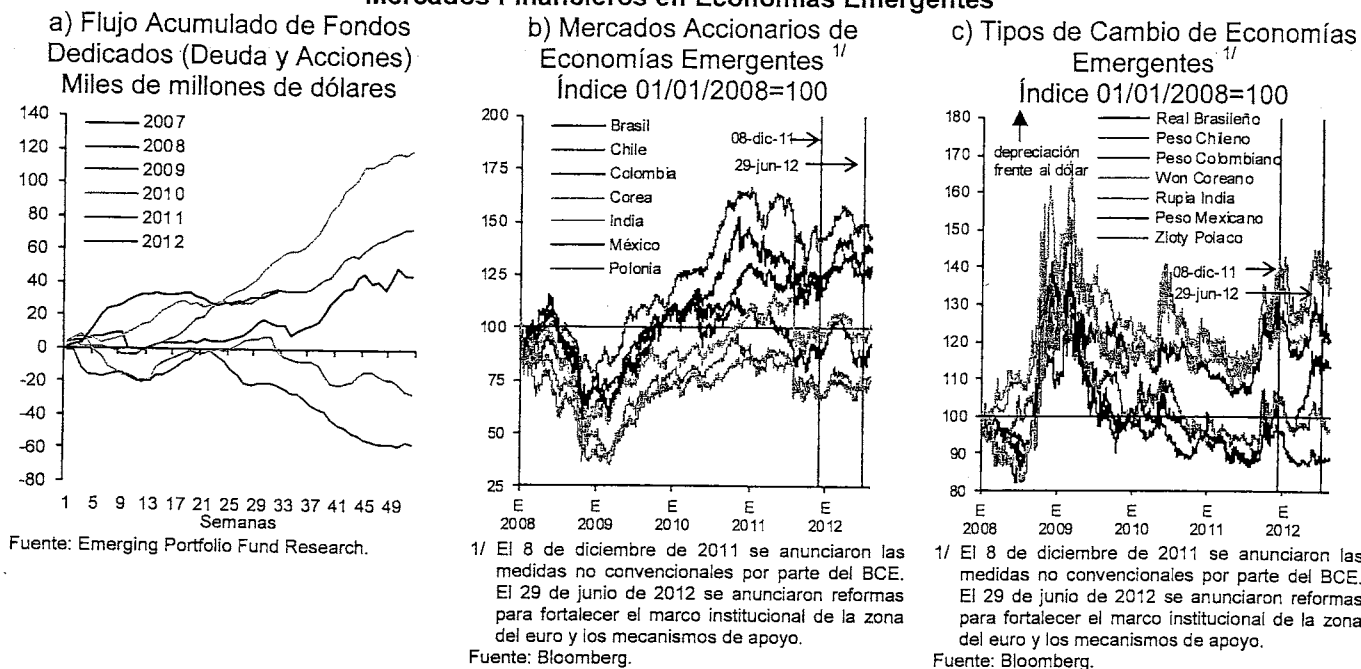 Mercados Financieros en Economías Emergentes
a) Flujo Acumulado de Fondos
Dedicados (Deuda y Acciones)
Miles de millones de dólares
140
120
100
80
60
40
20
0
-20
-40
-60
-80
2007
2008
2009
2010
2011
2012
1 5 9 13 17 21 25 29 33 37 41 45 49
Semanas
Fuente: Emerging Portfolio Fund Research.
b) Mercados Accionarios de
Economías Emergentes 1/
Índice 01/01/2008=100
200
175
150
125
100
75
50
25
Brasil
Chile
Colombia
Corea
India
México
Polonia
08-dic-11
29-jun-12
E E E E E
2008 2009 2010 2011 2012
1/ El 8 de diciembre de 2011 se anunciaron las
medidas no convencionales por parte del BCE.
El 29 de junio de 2012 se anunciaron reformas
para fortalecer el marco institucional de la zona
del euro y los mecanismos de apoyo.
Fuente: Bloomberg.
c) Tipos de Cambio de Economías
Emergentes 1/
Índice 01/01/2008=100
180
170
160
150
140
130
120
110
100
90
80
depreciación
frente al dólar
Real Brasileño
Peso Chileno
Peso Colombiano
Won Coreano
Rupia India
Peso Mexicano
Zloty Polaco
08-dic-11
29-jun-12
E E E E E
2008 2009 2010 2011 2012
1/ El 8 de diciembre de 2011 se anunciaron las
medidas no convencionales por parte del BCE.
El 29 de junio de 2012 se anunciaron reformas
para fortalecer el marco institucional de la zona
del euro y los mecanismos de apoyo.
Fuente: Bloomberg.